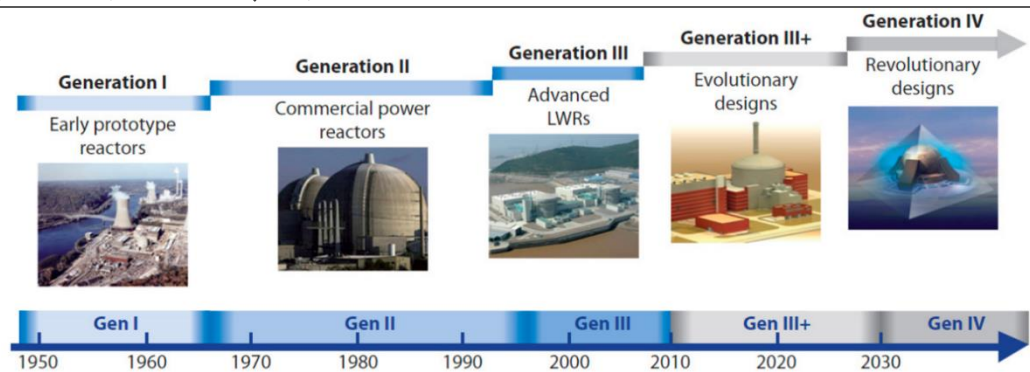 Generation I
Early prototype
reactors
Generation II
Commercial power
reactors
Generation III
Advanced
LWRs
Generation III+
Evolutionary
designs
Generation IV
Revolutionary
designs
Gen I Gen II Gen III Gen III+ Gen IV
1950 1960 1970 1980 1990 2000 2010 2020 2030